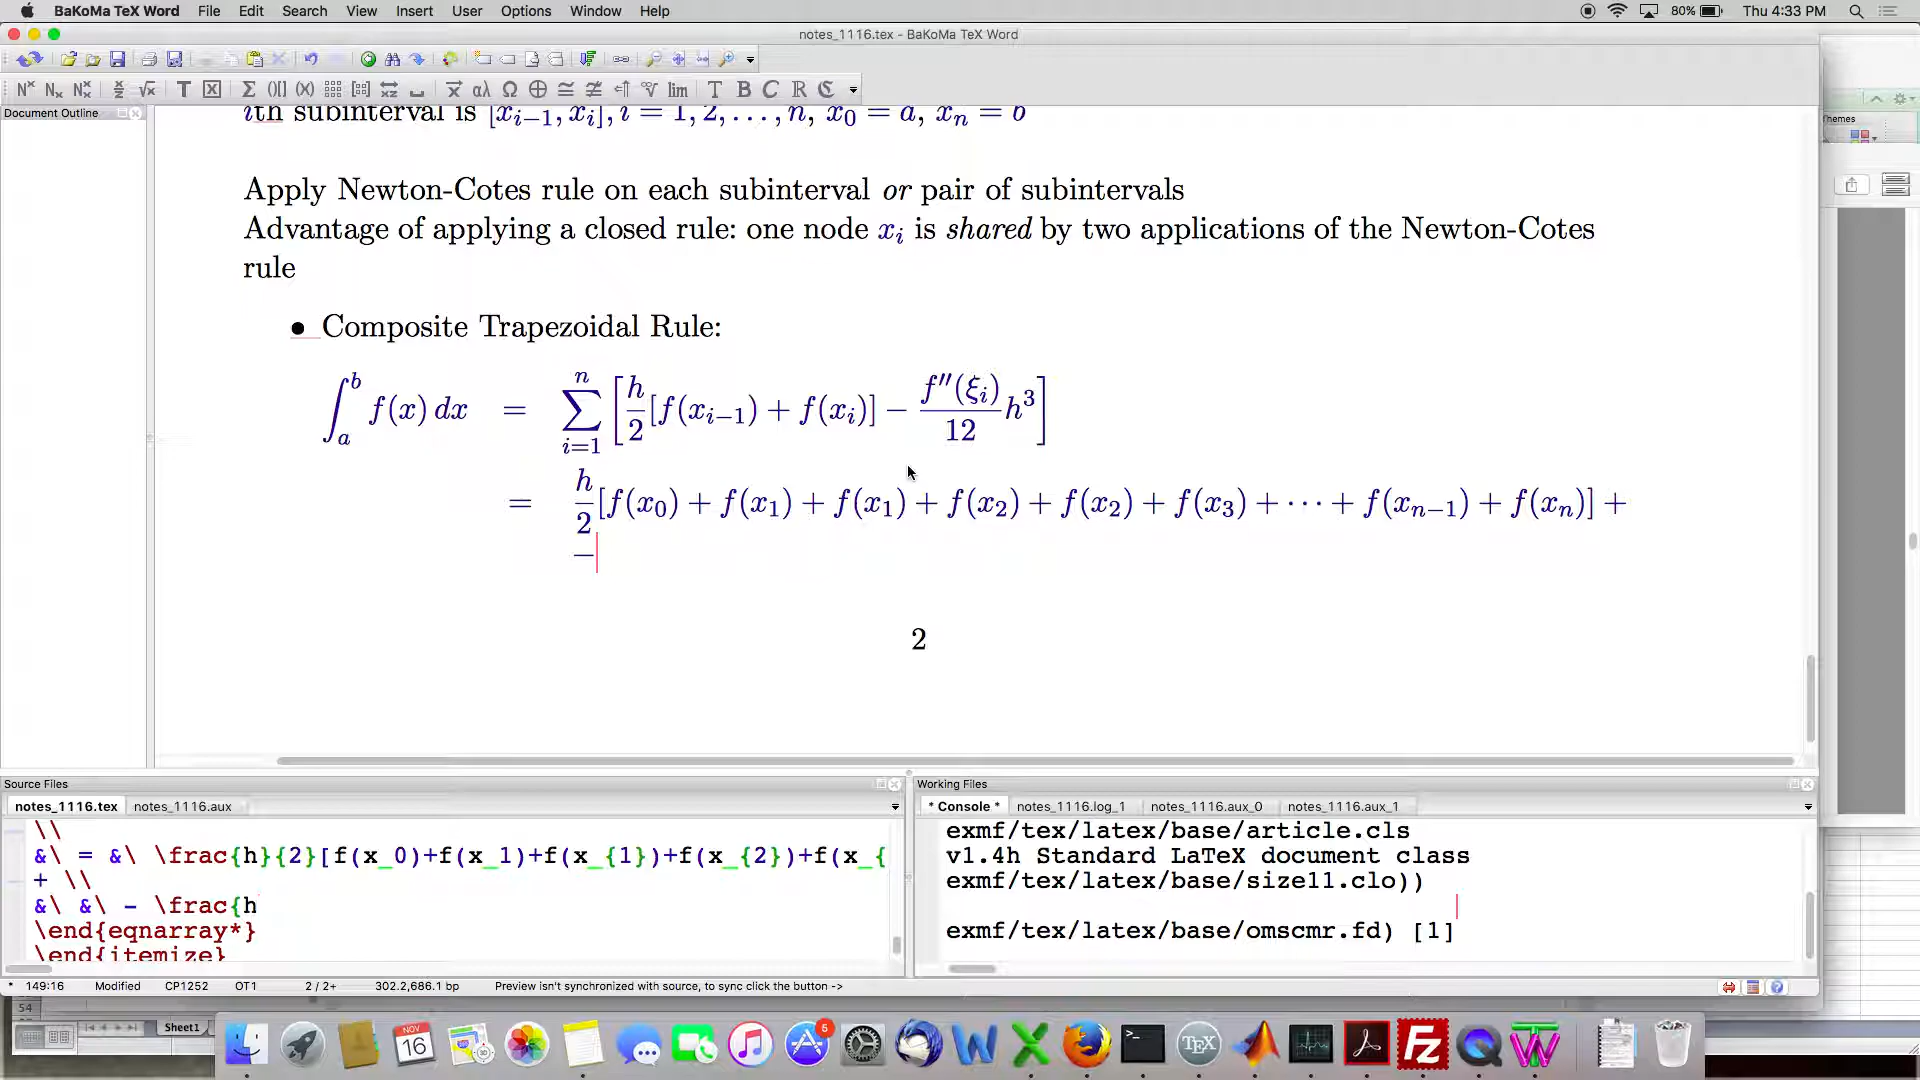 BaKoMa TeX Word File Edit Search View Insert User Options Window Help 80% Thu 4:33 PM
notes_1116.tex - BaKoMa TeX Word
Document Outline
ith subinterval is [x_{i−1}, x_i], i = 1, 2, . . . , n, x_0 = a, x_n = b
Apply Newton-Cotes rule on each subinterval or pair of subintervals
Advantage of applying a closed rule: one node x_i is shared by two applications of the Newton-Cotes
rule
• Composite Trapezoidal Rule:
∫_a^b f(x) dx = ∑_{i=1}^n [ h/2 [f(x_{i−1}) + f(x_i)] − f''(ξ_i)/12 h^3 ]
= h/2 [f(x_0) + f(x_1) + f(x_1) + f(x_2) + f(x_2) + f(x_3) + ⋯ + f(x_{n−1}) + f(x_n)] +
−
2
Source Files
notes_1116.tex notes_1116.aux
\\
&\ = &\ \frac{h}{2}[f(x_0)+f(x_1)+f(x_{1})+f(x_{2})+f(x_{
+ \\
&\ &\ - \frac{h
\end{eqnarray*}
\end{itemize}
Working Files
* Console * notes_1116.log_1 notes_1116.aux_0 notes_1116.aux_1
exmf/tex/latex/base/article.cls
v1.4h Standard LaTeX document class
exmf/tex/latex/base/size11.clo))
exmf/tex/latex/base/omscmr.fd) [1]
* 149:16 Modified CP1252 OT1 2 / 2+ 302.2,686.1 bp Preview isn't synchronized with source, to sync click the button ->
54
Sheet1
NOV
16
5
TEX